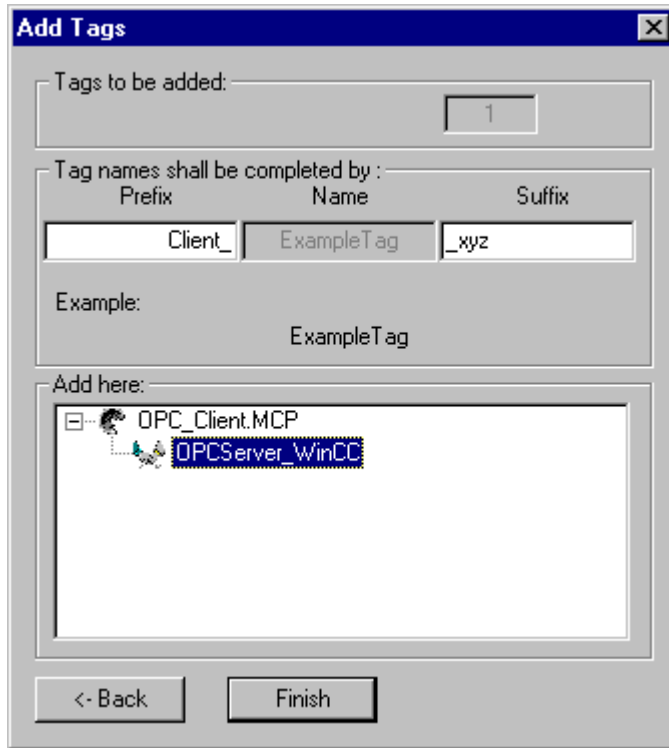 Add Tags
Tags to be added:
1
Tag names shall be completed by :
Prefix Name Suffix
Client_ ExampleTag _xyz
Example:
ExampleTag
Add here:
OPC_Client.MCP
OPCServer_WinCC
<- Back Finish